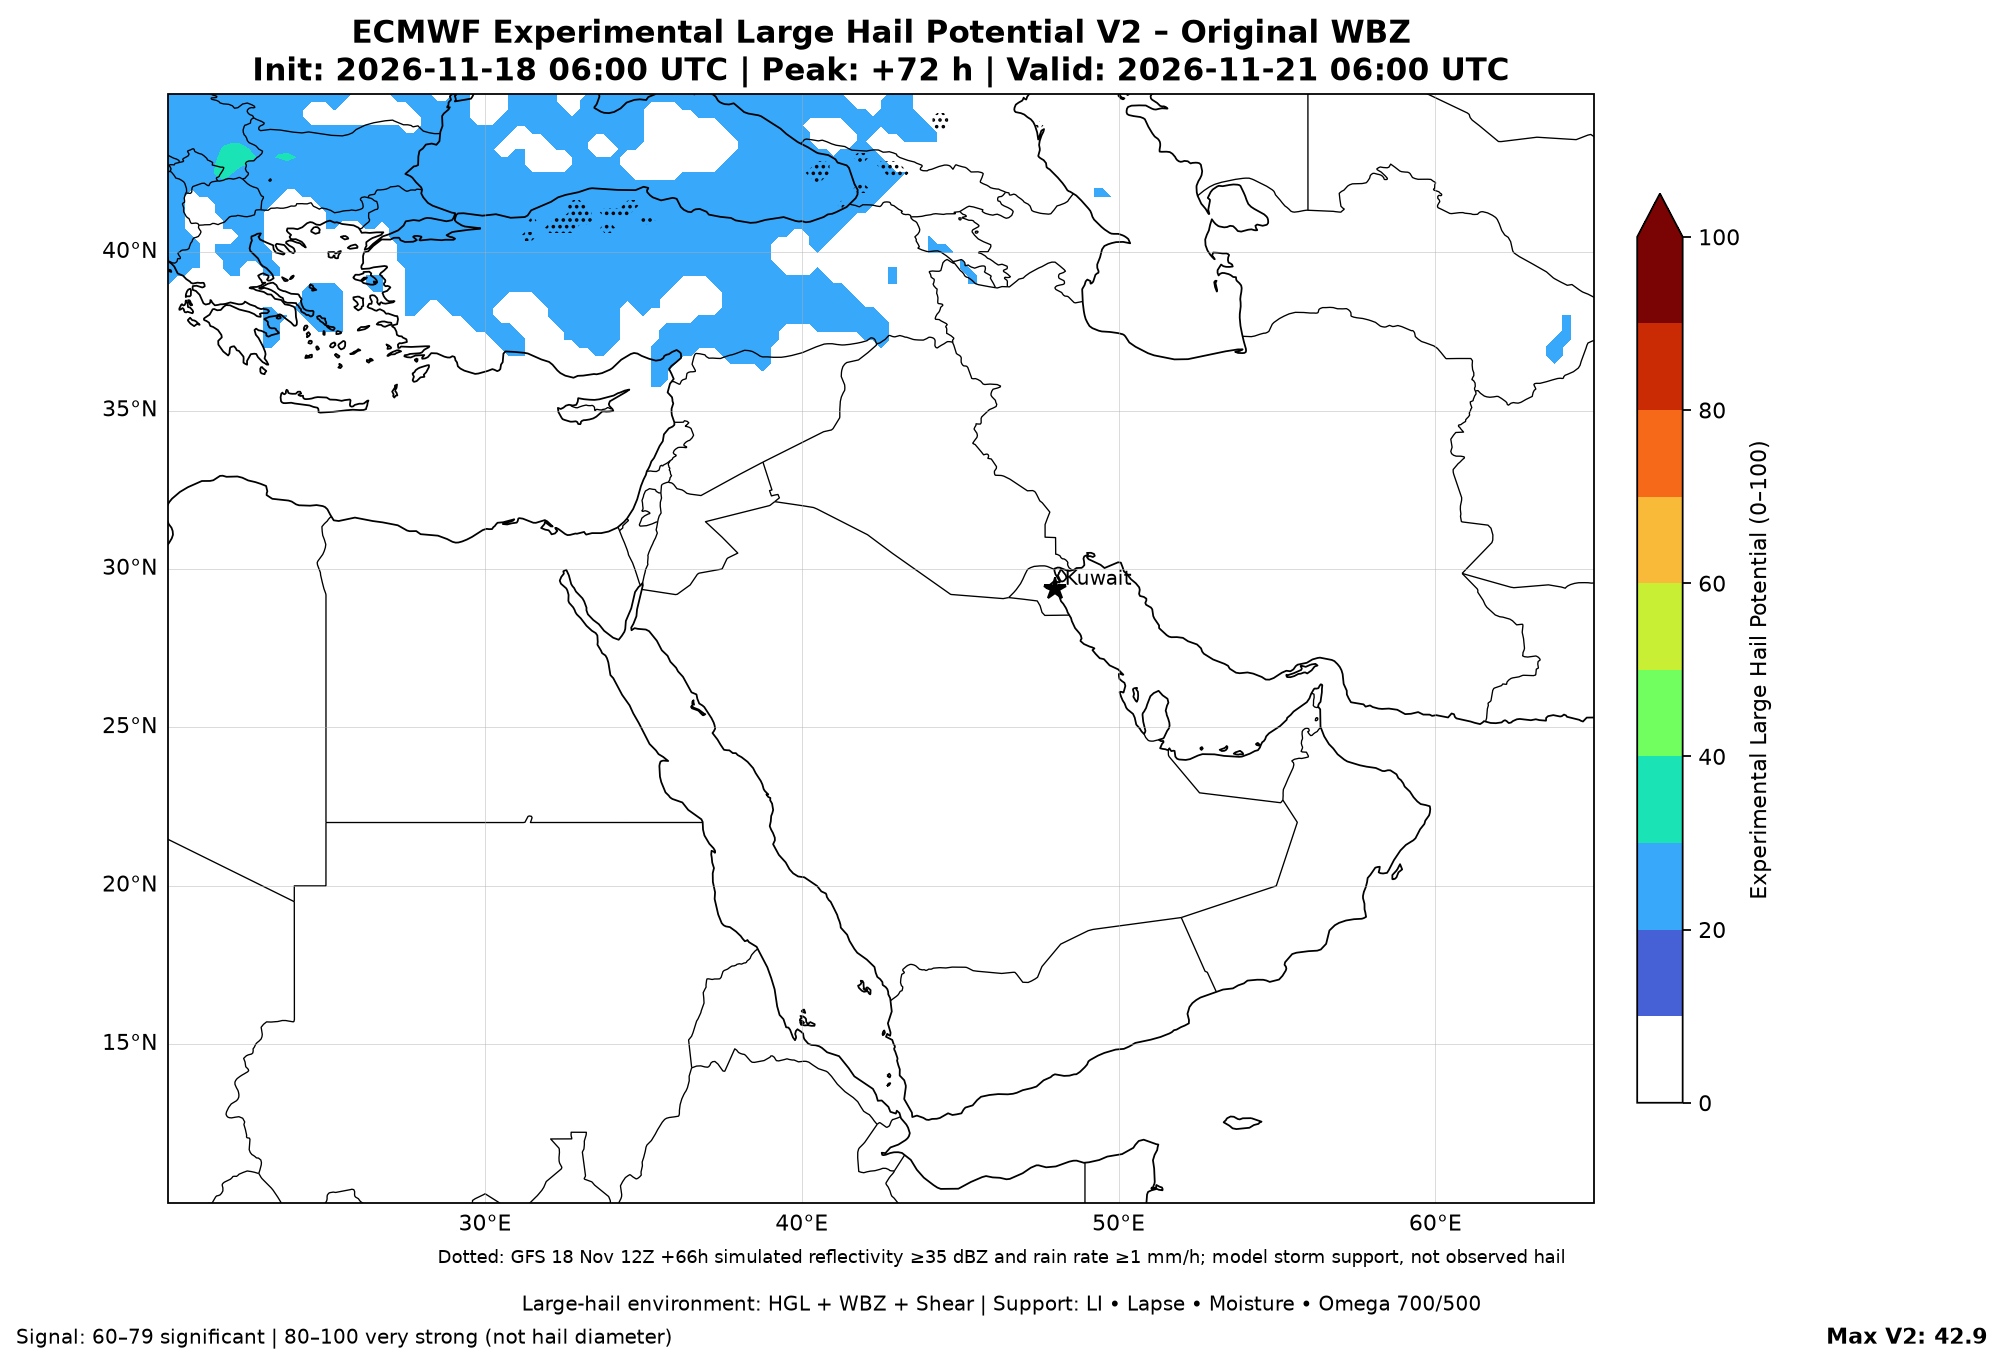 ECMWF Experimental Large Hail Potential V2 – Original WBZ
Init: 2026-11-18 06:00 UTC | Peak: +72 h | Valid: 2026-11-21 06:00 UTC
40°N
35°N
30°N
25°N
20°N
15°N
Kuwait
30°E
40°E
50°E
60°E
100
80
60
40
20
0
Experimental Large Hail Potential (0–100)
Dotted: GFS 18 Nov 12Z +66h simulated reflectivity ≥35 dBZ and rain rate ≥1 mm/h; model storm support, not observed hail
Large-hail environment: HGL + WBZ + Shear | Support: LI • Lapse • Moisture • Omega 700/500
Signal: 60–79 significant | 80–100 very strong (not hail diameter)
Max V2: 42.9